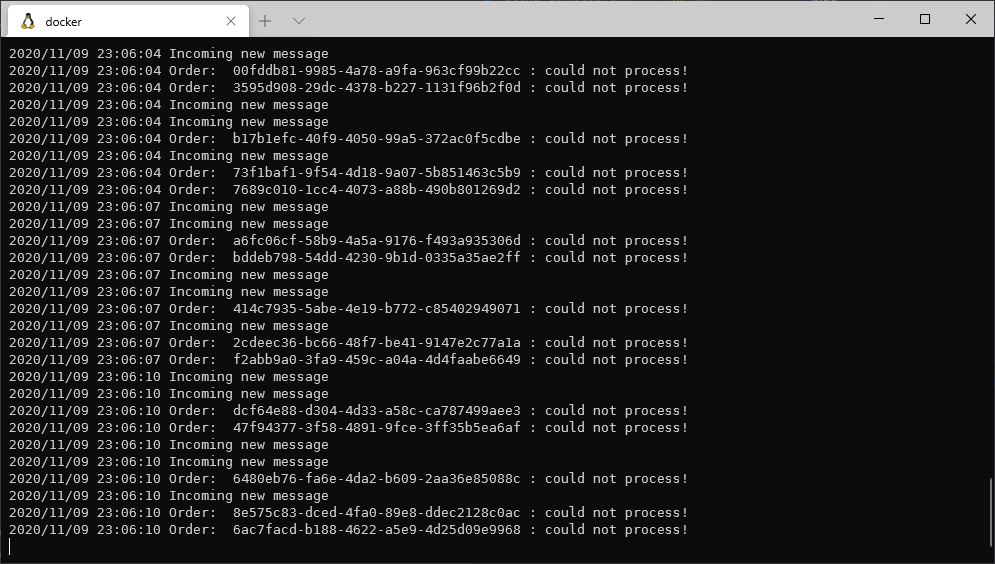 docker
2020/11/09 23:06:04 Incoming new message
2020/11/09 23:06:04 Order:  00fddb81-9985-4a78-a9fa-963cf99b22cc : could not process!
2020/11/09 23:06:04 Order:  3595d908-29dc-4378-b227-1131f96b2f0d : could not process!
2020/11/09 23:06:04 Incoming new message
2020/11/09 23:06:04 Incoming new message
2020/11/09 23:06:04 Order:  b17b1efc-40f9-4050-99a5-372ac0f5cdbe : could not process!
2020/11/09 23:06:04 Incoming new message
2020/11/09 23:06:04 Order:  73f1baf1-9f54-4d18-9a07-5b851463c5b9 : could not process!
2020/11/09 23:06:04 Order:  7689c010-1cc4-4073-a88b-490b801269d2 : could not process!
2020/11/09 23:06:07 Incoming new message
2020/11/09 23:06:07 Incoming new message
2020/11/09 23:06:07 Order:  a6fc06cf-58b9-4a5a-9176-f493a935306d : could not process!
2020/11/09 23:06:07 Order:  bddeb798-54dd-4230-9b1d-0335a35ae2ff : could not process!
2020/11/09 23:06:07 Incoming new message
2020/11/09 23:06:07 Incoming new message
2020/11/09 23:06:07 Order:  414c7935-5abe-4e19-b772-c85402949071 : could not process!
2020/11/09 23:06:07 Incoming new message
2020/11/09 23:06:07 Order:  2cdeec36-bc66-48f7-be41-9147e2c77a1a : could not process!
2020/11/09 23:06:07 Order:  f2abb9a0-3fa9-459c-a04a-4d4faabe6649 : could not process!
2020/11/09 23:06:10 Incoming new message
2020/11/09 23:06:10 Incoming new message
2020/11/09 23:06:10 Order:  dcf64e88-d304-4d33-a58c-ca787499aee3 : could not process!
2020/11/09 23:06:10 Order:  47f94377-3f58-4891-9fce-3ff35b5ea6af : could not process!
2020/11/09 23:06:10 Incoming new message
2020/11/09 23:06:10 Incoming new message
2020/11/09 23:06:10 Order:  6480eb76-fa6e-4da2-b609-2aa36e85088c : could not process!
2020/11/09 23:06:10 Incoming new message
2020/11/09 23:06:10 Order:  8e575c83-dced-4fa0-89e8-ddec2128c0ac : could not process!
2020/11/09 23:06:10 Order:  6ac7facd-b188-4622-a5e9-4d25d09e9968 : could not process!